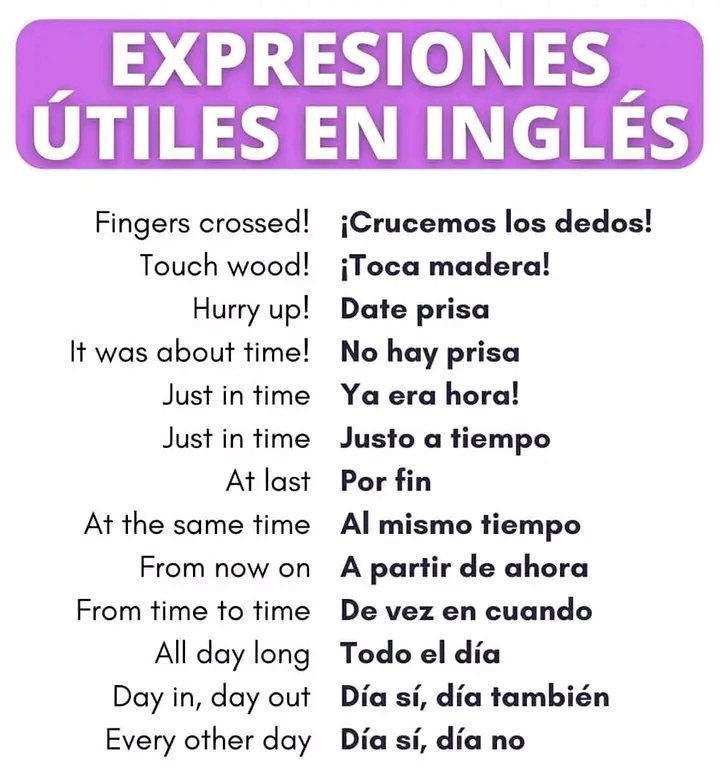 EXPRESIONES
ÚTILES EN INGLÉS
Fingers crossed! ¡Crucemos los dedos!
Touch wood! ¡Toca madera!
Hurry up! Date prisa
It was about time! No hay prisa
Just in time Ya era hora!
Just in time Justo a tiempo
At last Por fin
At the same time Al mismo tiempo
From now on A partir de ahora
From time to time De vez en cuando
All day long Todo el día
Day in, day out Día sí, día también
Every other day Día sí, día no